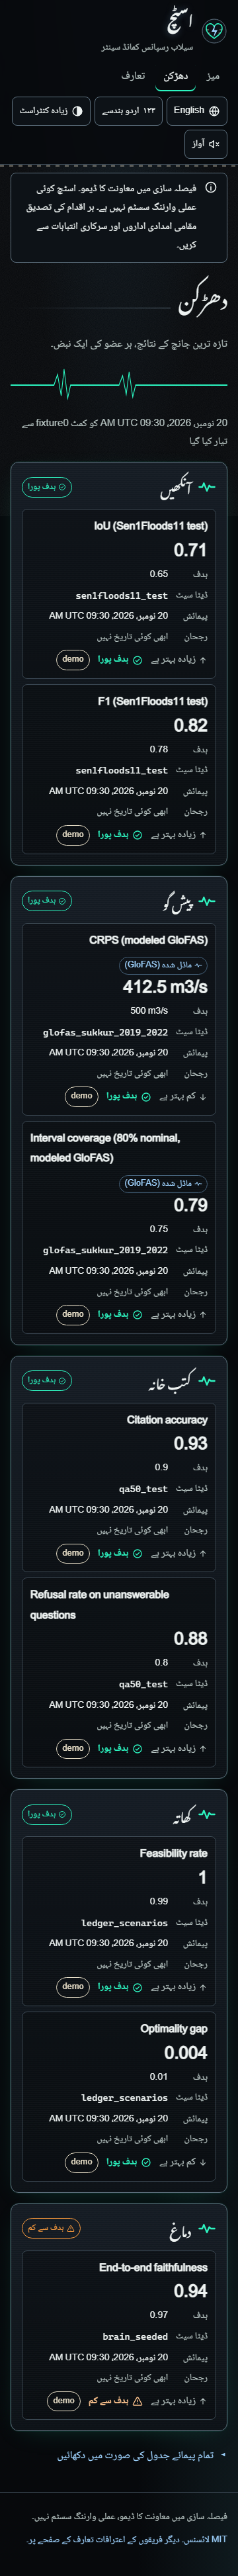 اسٹچ
سیلاب رسپانس کمانڈ سینٹر
میز
دھڑکن
تعارف
English
۱۲۳ اردو ہندسے
زیادہ کنٹراسٹ
آواز
فیصلہ سازی میں معاونت کا ڈیمو۔ اسٹچ کوئی
عملی وارننگ سسٹم نہیں ہے۔ ہر اقدام کی تصدیق
مقامی امدادی اداروں اور سرکاری انتباہات سے
کریں۔
دھڑکن
تازہ ترین جانچ کے نتائج، ہر عضو کی ایک نبض۔
20 نومبر، 2026، 09:30 AM UTC کو کمٹ fixture0 سے
تیار کیا گیا
آنکھیں
ہدف پورا
IoU (Sen1Floods11 test)
0.71
ہدف 0.65
ڈیٹا سیٹ sen1floods11_test
پیمائش 20 نومبر، 2026، 09:30 AM UTC
رجحان ابھی کوئی تاریخ نہیں
↑ زیادہ بہتر ہے ہدف پورا demo
F1 (Sen1Floods11 test)
0.82
ہدف 0.78
ڈیٹا سیٹ sen1floods11_test
پیمائش 20 نومبر، 2026، 09:30 AM UTC
رجحان ابھی کوئی تاریخ نہیں
↑ زیادہ بہتر ہے ہدف پورا demo
پیش گو
ہدف پورا
CRPS (modeled GloFAS)
ماڈل شدہ (GloFAS)
412.5 m3/s
ہدف 500 m3/s
ڈیٹا سیٹ glofas_sukkur_2019_2022
پیمائش 20 نومبر، 2026، 09:30 AM UTC
رجحان ابھی کوئی تاریخ نہیں
↓ کم بہتر ہے ہدف پورا demo
Interval coverage (80% nominal,
modeled GloFAS)
ماڈل شدہ (GloFAS)
0.79
ہدف 0.75
ڈیٹا سیٹ glofas_sukkur_2019_2022
پیمائش 20 نومبر، 2026، 09:30 AM UTC
رجحان ابھی کوئی تاریخ نہیں
↑ زیادہ بہتر ہے ہدف پورا demo
کتب خانہ
ہدف پورا
Citation accuracy
0.93
ہدف 0.9
ڈیٹا سیٹ qa50_test
پیمائش 20 نومبر، 2026، 09:30 AM UTC
رجحان ابھی کوئی تاریخ نہیں
↑ زیادہ بہتر ہے ہدف پورا demo
Refusal rate on unanswerable
questions
0.88
ہدف 0.8
ڈیٹا سیٹ qa50_test
پیمائش 20 نومبر، 2026، 09:30 AM UTC
رجحان ابھی کوئی تاریخ نہیں
↑ زیادہ بہتر ہے ہدف پورا demo
کھاتہ
ہدف پورا
Feasibility rate
1
ہدف 0.99
ڈیٹا سیٹ ledger_scenarios
پیمائش 20 نومبر، 2026، 09:30 AM UTC
رجحان ابھی کوئی تاریخ نہیں
↑ زیادہ بہتر ہے ہدف پورا demo
Optimality gap
0.004
ہدف 0.01
ڈیٹا سیٹ ledger_scenarios
پیمائش 20 نومبر، 2026، 09:30 AM UTC
رجحان ابھی کوئی تاریخ نہیں
↓ کم بہتر ہے ہدف پورا demo
دماغ
ہدف سے کم
End-to-end faithfulness
0.94
ہدف 0.97
ڈیٹا سیٹ brain_seeded
پیمائش 20 نومبر، 2026، 09:30 AM UTC
رجحان ابھی کوئی تاریخ نہیں
↑ زیادہ بہتر ہے ہدف سے کم demo
تمام پیمانے جدول کی صورت میں دکھائیں
فیصلہ سازی میں معاونت کا ڈیمو، عملی وارننگ سسٹم نہیں۔
MIT لائسنس۔ دیگر فریقوں کے اعترافات تعارف کے صفحے پر۔